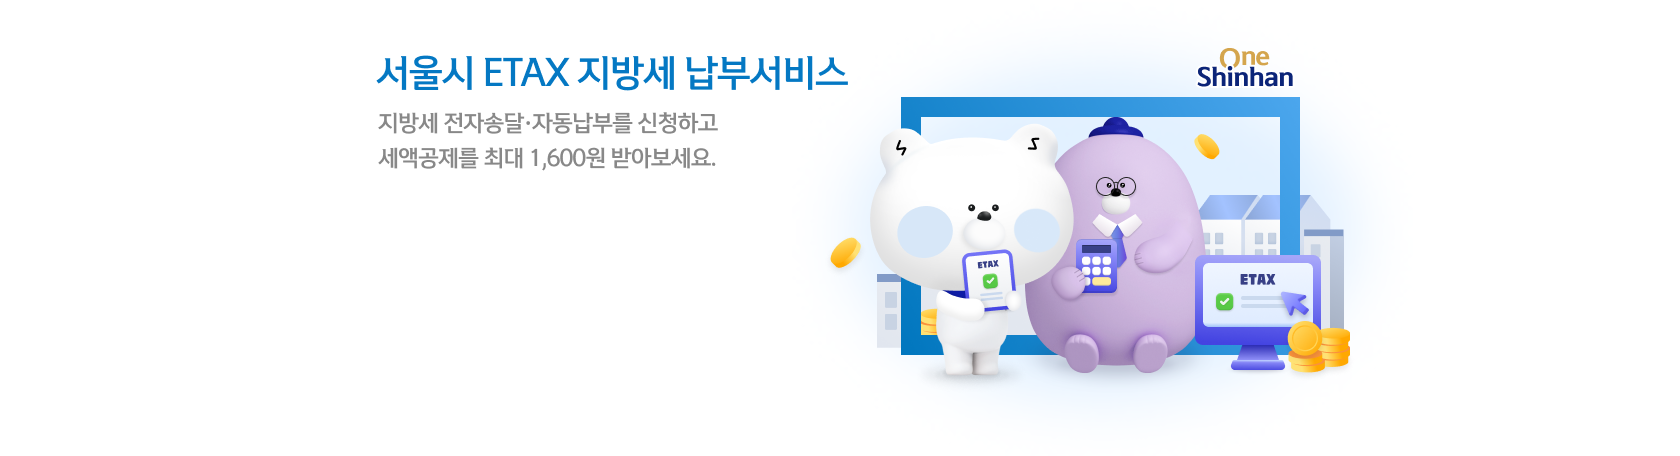 서울시 ETAX 지방세 납부서비스
지방세 전자송달·자동납부를 신청하고
세액공제를 최대 1,600원 받아보세요.
One
Shinhan
ETAX
ETAX